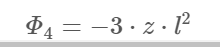 Φ₄ = −3 · z · l²